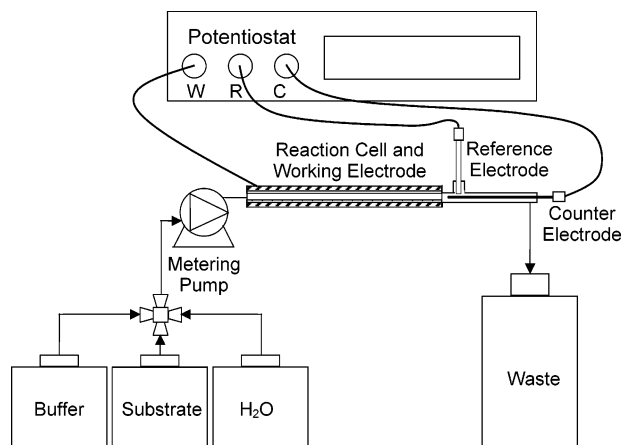 Potentiostat
W R C
Reaction Cell and
Working Electrode
Reference
Electrode
Counter
Electrode
Metering
Pump
Buffer
Substrate
H₂O
Waste